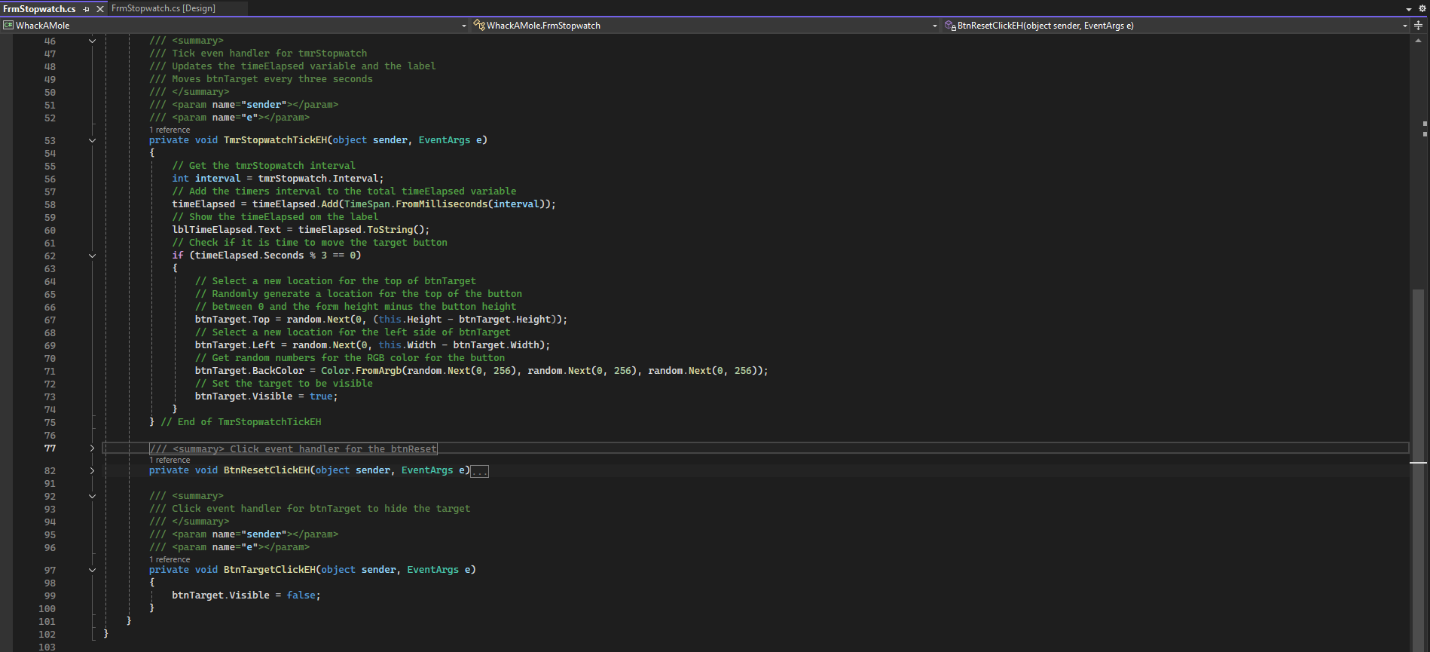 FrmStopwatch.cs FrmStopwatch.cs [Design]
WhackAMole WhackAMole.FrmStopwatch BtnResetClickEH(object sender, EventArgs e)
46 /// <summary>
47 /// Tick even handler for tmrStopwatch
48 /// Updates the timeElapsed variable and the label
49 /// Moves btnTarget every three seconds
50 /// </summary>
51 /// <param name="sender"></param>
52 /// <param name="e"></param>
1 reference
53 private void TmrStopwatchTickEH(object sender, EventArgs e)
54 {
55 // Get the tmrStopwatch interval
56 int interval = tmrStopwatch.Interval;
57 // Add the timers interval to the total timeElapsed variable
58 timeElapsed = timeElapsed.Add(TimeSpan.FromMilliseconds(interval));
59 // Show the timeElapsed om the label
60 lblTimeElapsed.Text = timeElapsed.ToString();
61 // Check if it is time to move the target button
62 if (timeElapsed.Seconds % 3 == 0)
63 {
64 // Select a new location for the top of btnTarget
65 // Randomly generate a location for the top of the button
66 // between 0 and the form height minus the button height
67 btnTarget.Top = random.Next(0, (this.Height - btnTarget.Height));
68 // Select a new location for the left side of btnTarget
69 btnTarget.Left = random.Next(0, this.Width - btnTarget.Width);
70 // Get random numbers for the RGB color for the button
71 btnTarget.BackColor = Color.FromArgb(random.Next(0, 256), random.Next(0, 256), random.Next(0, 256));
72 // Set the target to be visible
73 btnTarget.Visible = true;
74 }
75 } // End of TmrStopwatchTickEH
76
77 /// <summary> Click event handler for the btnReset
1 reference
82 private void BtnResetClickEH(object sender, EventArgs e)...
91
92 /// <summary>
93 /// Click event handler for btnTarget to hide the target
94 /// </summary>
95 /// <param name="sender"></param>
96 /// <param name="e"></param>
1 reference
97 private void BtnTargetClickEH(object sender, EventArgs e)
98 {
99 btnTarget.Visible = false;
100 }
101 }
102 }
103